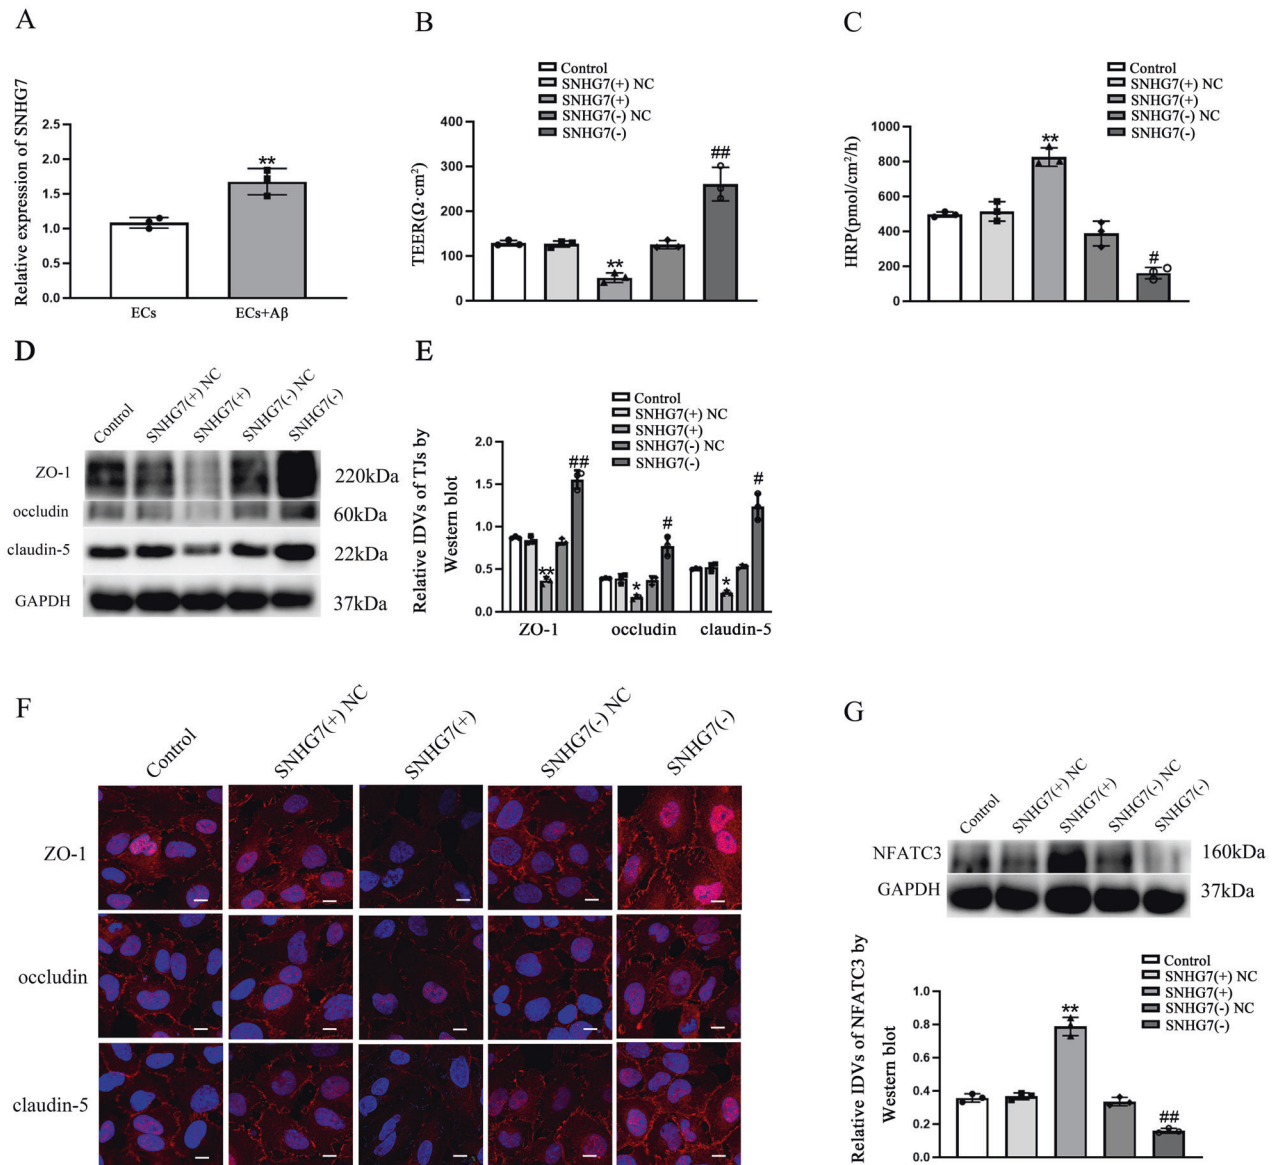 A
Relative expression of SNHG7
2.5
2.0
1.5
1.0
0.5
0.0
**
ECs
ECs+Aβ
B
Control
SNHG7(+) NC
SNHG7(+)
SNHG7(-) NC
SNHG7(-)
TEER(Ω·cm²)
400
300
200
100
0
**
##
C
Control
SNHG7(+) NC
SNHG7(+)
SNHG7(-) NC
SNHG7(-)
HRP(pmol/cm²/h)
1000
800
600
400
200
0
**
#
D
Control
SNHG7(+) NC
SNHG7(+)
SNHG7(-) NC
SNHG7(-)
ZO-1
220kDa
occludin
60kDa
claudin-5
22kDa
GAPDH
37kDa
E
Control
SNHG7(+) NC
SNHG7(+)
SNHG7(-) NC
SNHG7(-)
Relative IDVs of TJs by
Western blot
2.0
1.5
1.0
0.5
0.0
**
##
*
#
*
#
ZO-1
occludin
claudin-5
F
Control
SNHG7(+) NC
SNHG7(+)
SNHG7(-) NC
SNHG7(-)
ZO-1
occludin
claudin-5
G
Control
SNHG7(+) NC
SNHG7(+)
SNHG7(-) NC
SNHG7(-)
NFATC3
160kDa
GAPDH
37kDa
Control
SNHG7(+) NC
SNHG7(+)
SNHG7(-) NC
SNHG7(-)
Relative IDVs of NFATC3 by
Western blot
1.0
0.8
0.6
0.4
0.2
0.0
**
##